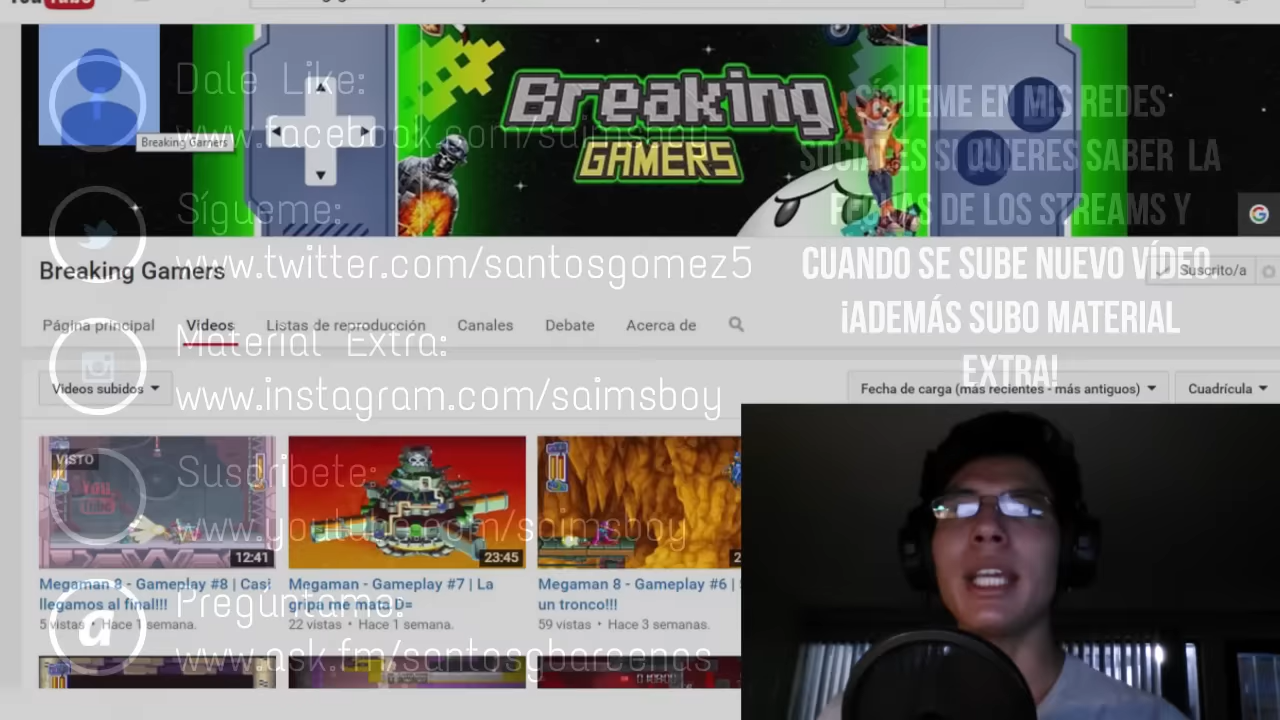 Dale Like:
www.facebook.com/saimsboy
Breaking Gamers
Breaking
GAMERS
SÍGUEME EN MIS REDES
SOCIALES SI QUIERES SABER LA
FECHAS DE LOS STREAMS Y
CUANDO SE SUBE NUEVO VÍDEO.
¡ADEMÁS SUBO MATERIAL
EXTRA!
Sígueme:
www.twitter.com/santosgomez5
Breaking Gamers
Suscrito/a
Página principal
Videos
Listas de reproducción
Canales
Debate
Acerca de
Material Extra:
www.instagram.com/saimsboy
Videos subidos
Fecha de carga (más recientes - más antiguos)
Cuadrícula
VISTO
You
Tube
Suscribete:
www.youtube.com/saimsboy
12:41
23:45
Megaman 8 - Gameplay #8 | Casi
llegamos al final!!!
5 vistas • Hace 1 semana.
Megaman - Gameplay #7 | La
gripa me mata D=
22 vistas • Hace 1 semana.
Megaman 8 - Gameplay #6 |
un tronco!!!
59 vistas • Hace 3 semanas.
Pregúntame:
www.ask.fm/santosgbarcenas